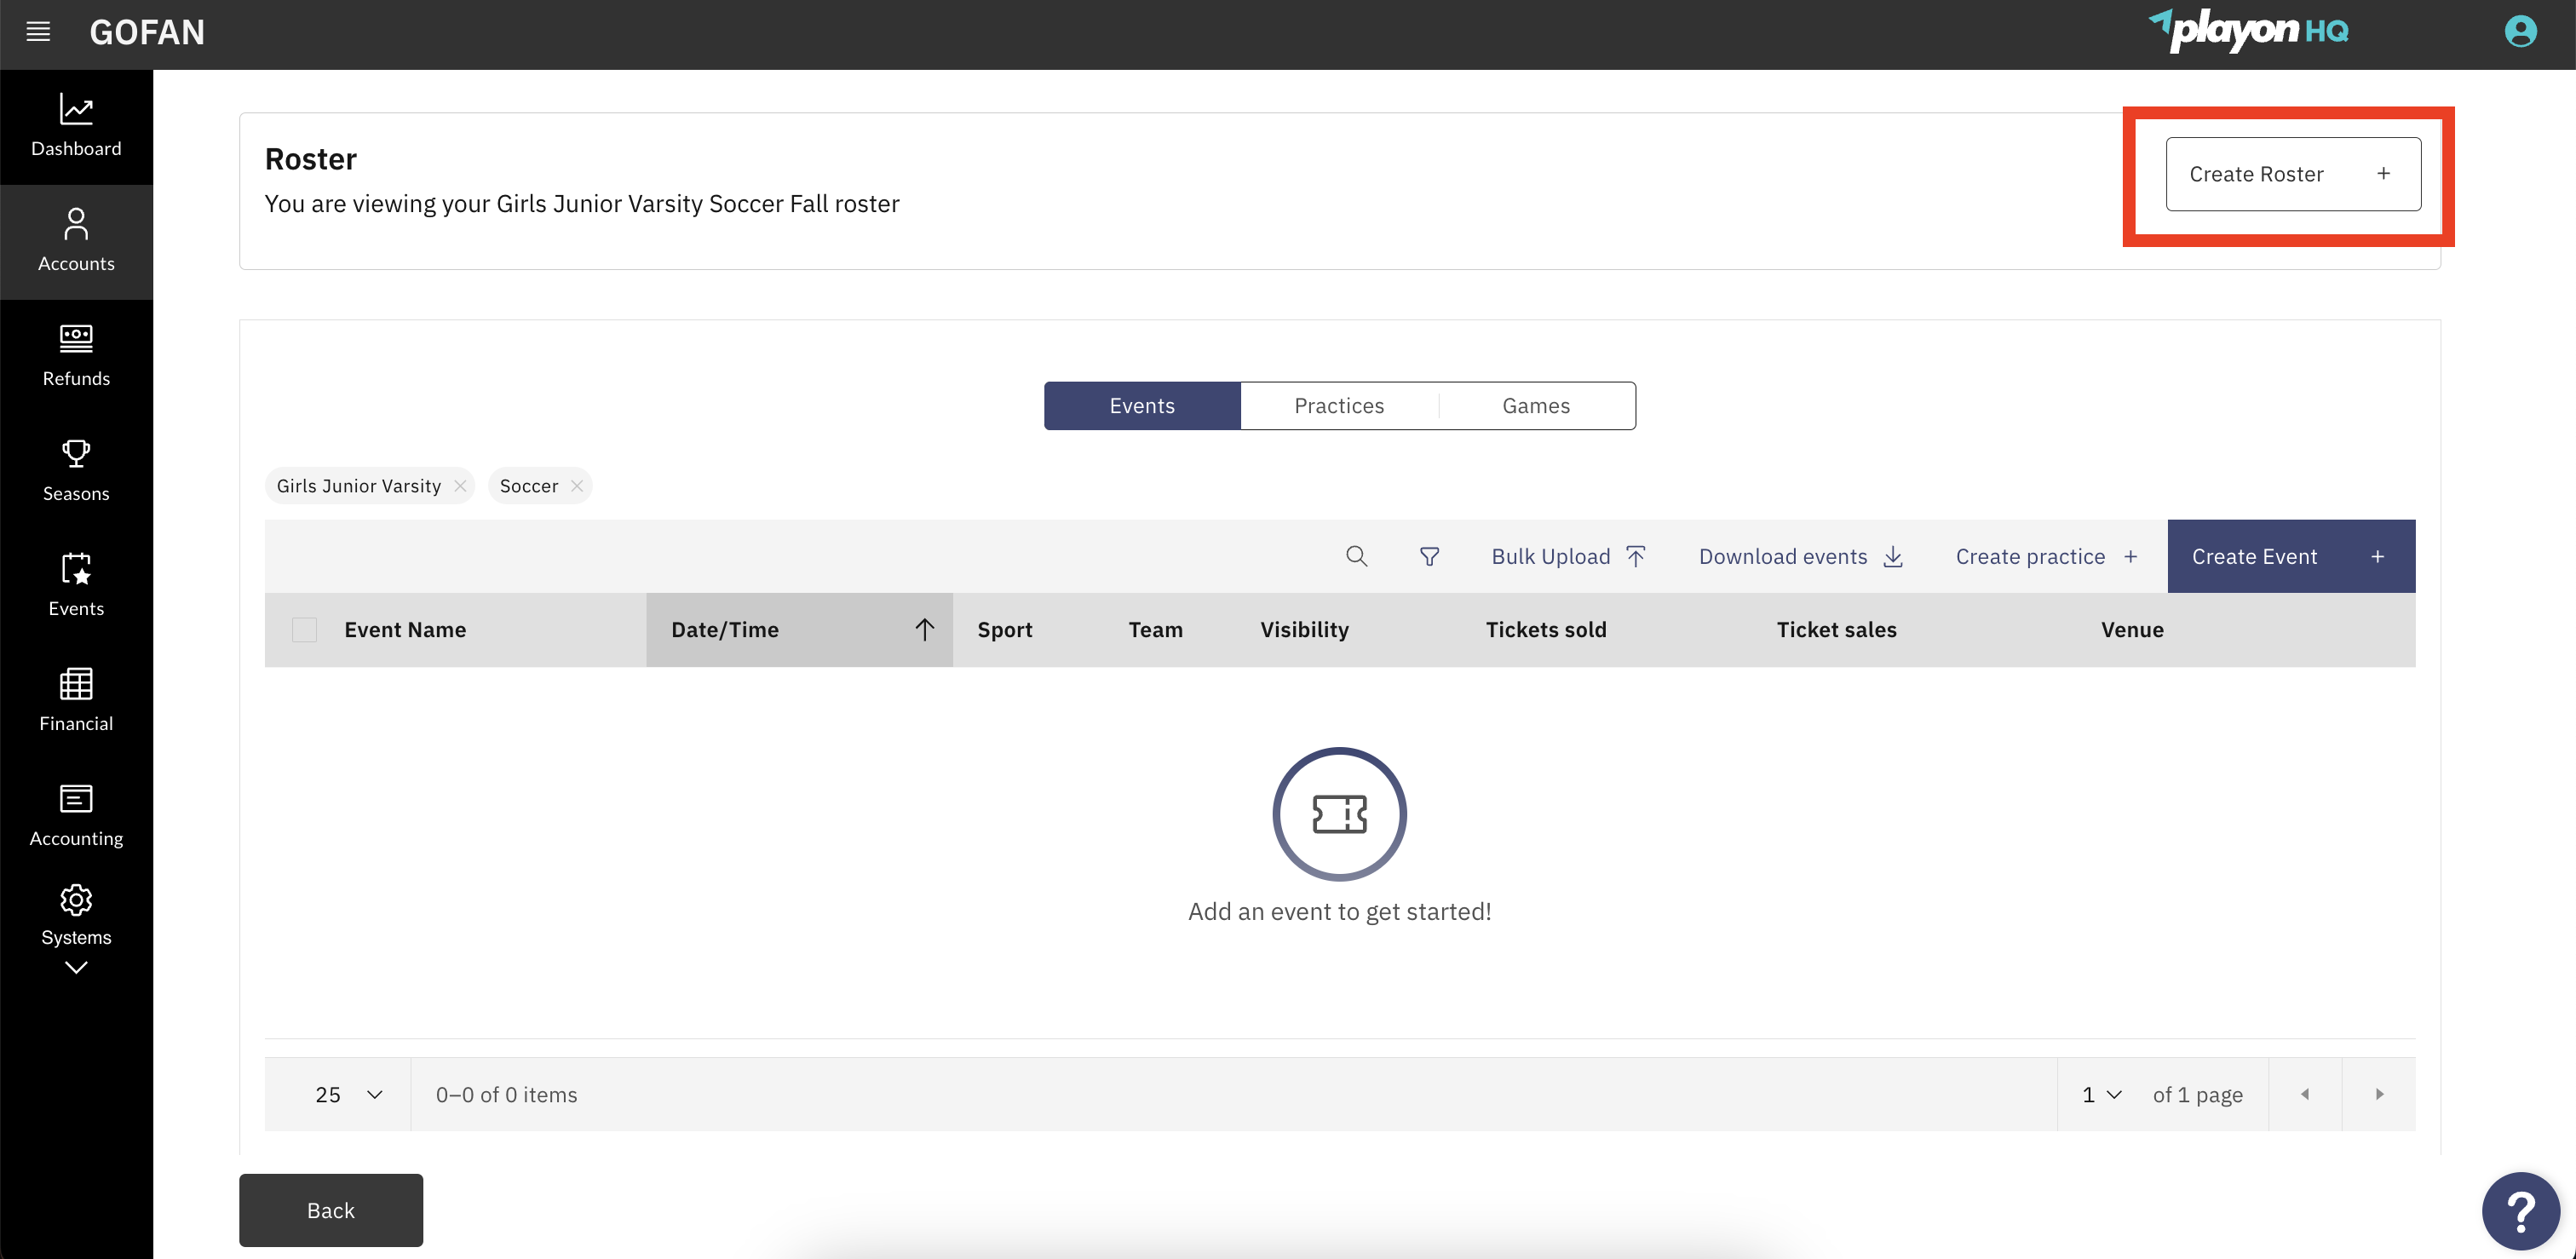 GOFAN
playon HQ
Dashboard
Accounts
Refunds
Seasons
Events
Financial
Accounting
Systems
Roster
You are viewing your Girls Junior Varsity Soccer Fall roster
Create Roster +
Events Practices Games
Girls Junior Varsity × Soccer ×
Bulk Upload Download events Create practice + Create Event +
Event Name Date/Time Sport Team Visibility Tickets sold Ticket sales Venue
Add an event to get started!
25 0–0 of 0 items 1 of 1 page
Back
?